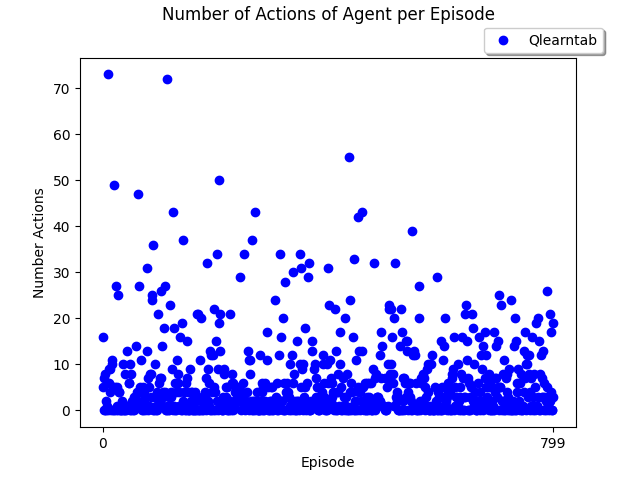 Number of Actions of Agent per Episode
Qlearntab
70
60
50
40
30
20
10
0
Number Actions
0 799
Episode